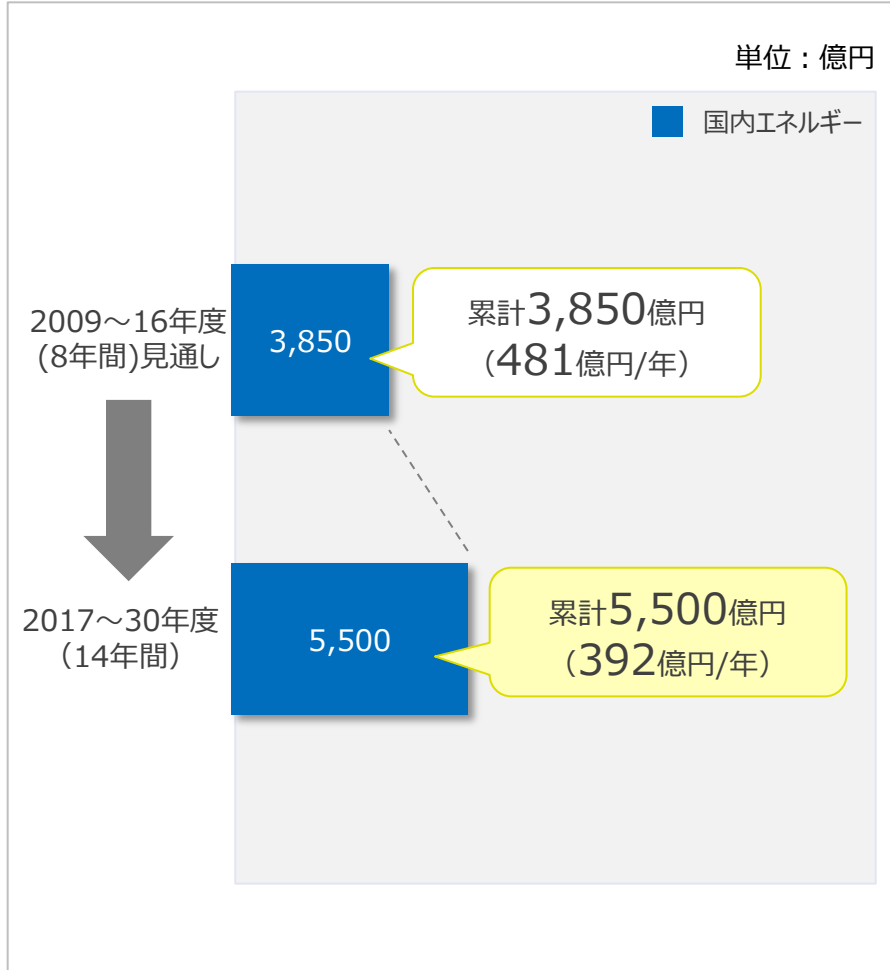 単位：億円
国内エネルギー
2009～16年度
(8年間)見通し
3,850
累計3,850億円
（481億円/年）
2017～30年度
（14年間）
5,500
累計5,500億円
（392億円/年）